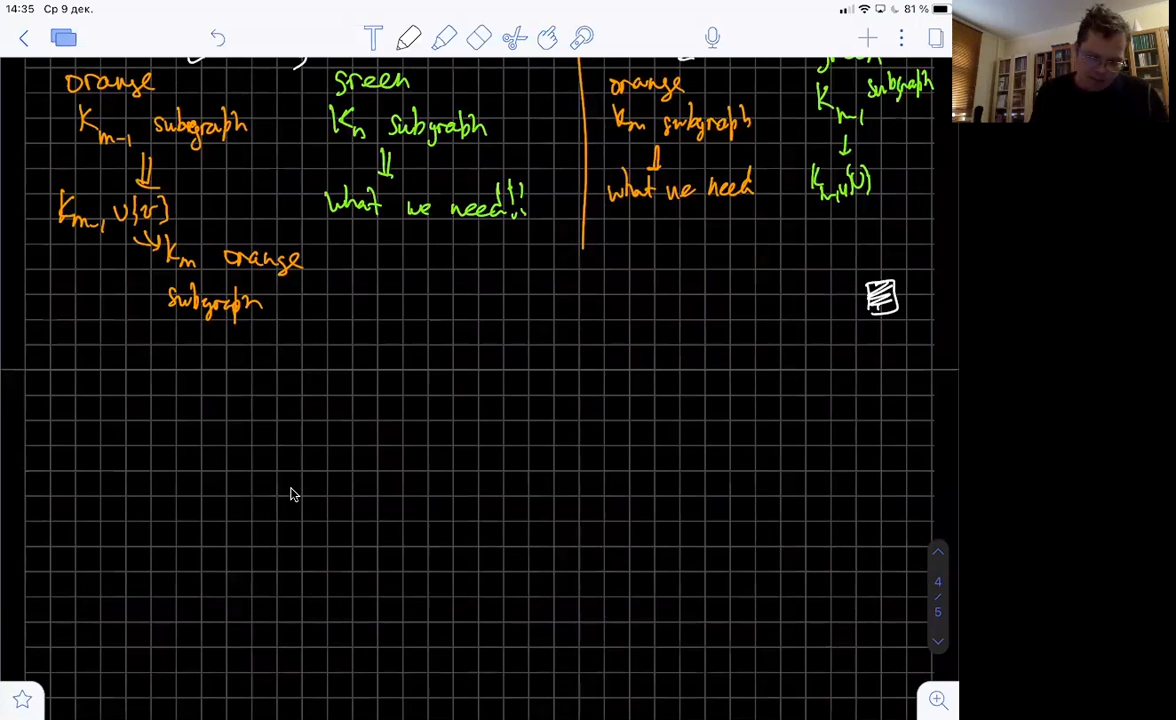 14:35 Ср 9 дек.
81 %
orange
K_{m-1} subgraph
⇓
K_{m-1} ∪ {v}
→ K_m orange
subgraph
green
K_n subgraph
⇓
What we need!!!
orange
K_m subgraph
⇓
what we need
green
subgraph
K_{n-1}
↓
K_{n-1} ∪ {v}
4
/
5